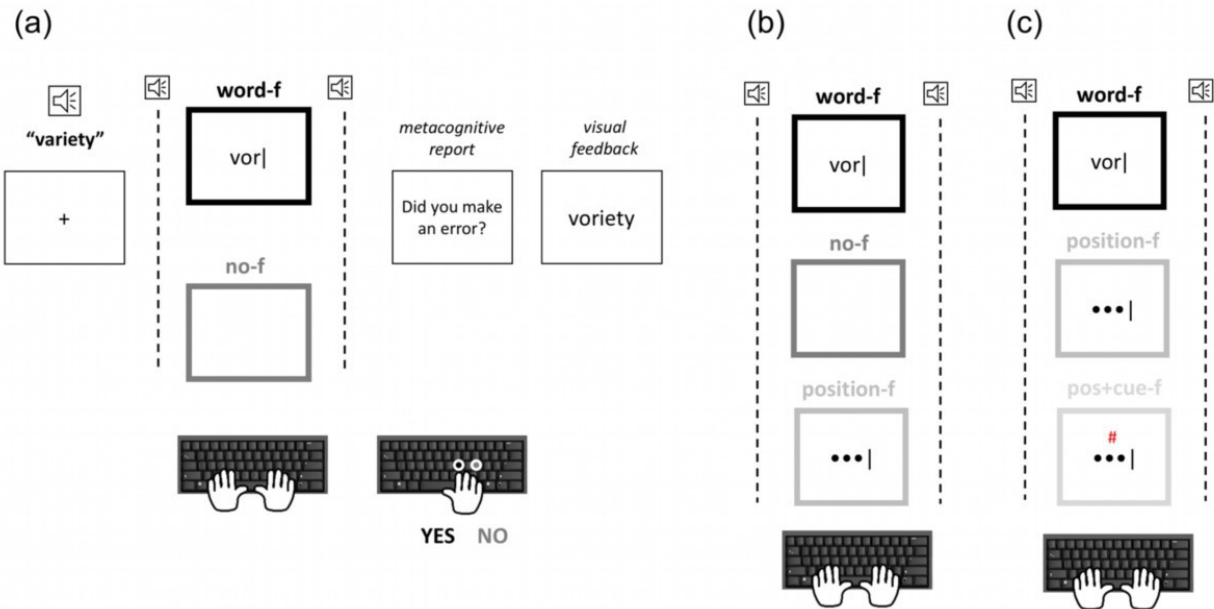 (a)
“variety”
+
word-f
vor|
no-f
metacognitive
report
Did you make
an error?
visual
feedback
voriety
YES NO
(b)
word-f
vor|
no-f
position-f
•••|
(c)
word-f
vor|
position-f
•••|
pos+cue-f
#
•••|